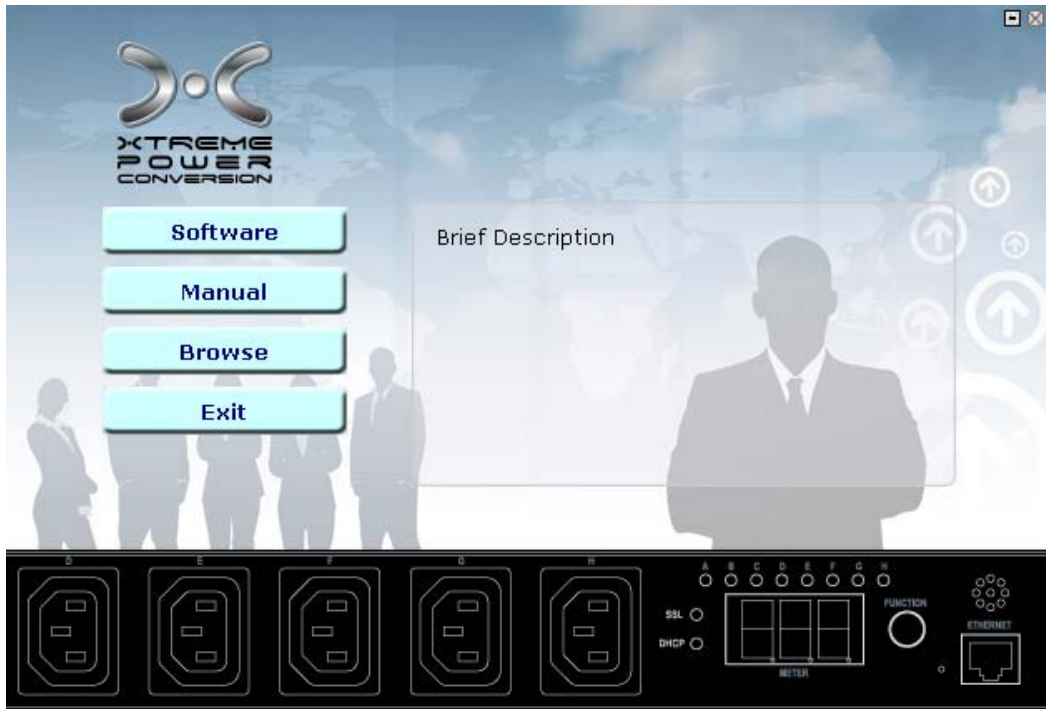 XTREME
POWER
CONVERSION
Software
Brief Description
Manual
Browse
Exit
D E F G H
A B C D E F G H
SSL
FUNCTION
ETHERNET
DHCP
METER